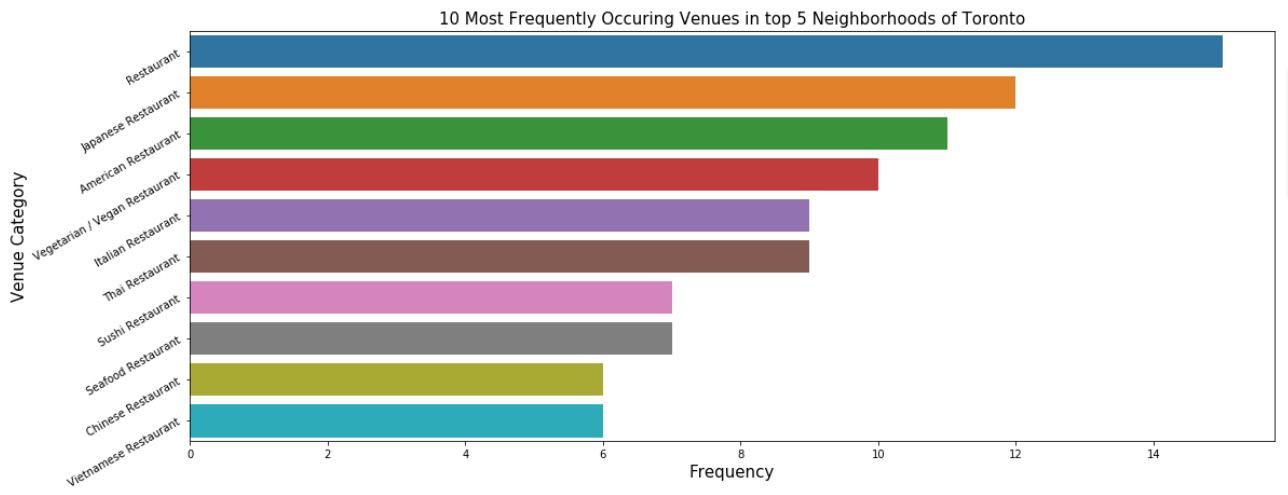 10 Most Frequently Occuring Venues in top 5 Neighborhoods of Toronto
Venue Category
Restaurant
Japanese Restaurant
American Restaurant
Vegetarian / Vegan Restaurant
Italian Restaurant
Thai Restaurant
Sushi Restaurant
Seafood Restaurant
Chinese Restaurant
Vietnamese Restaurant
0 2 4 6 8 10 12 14
Frequency